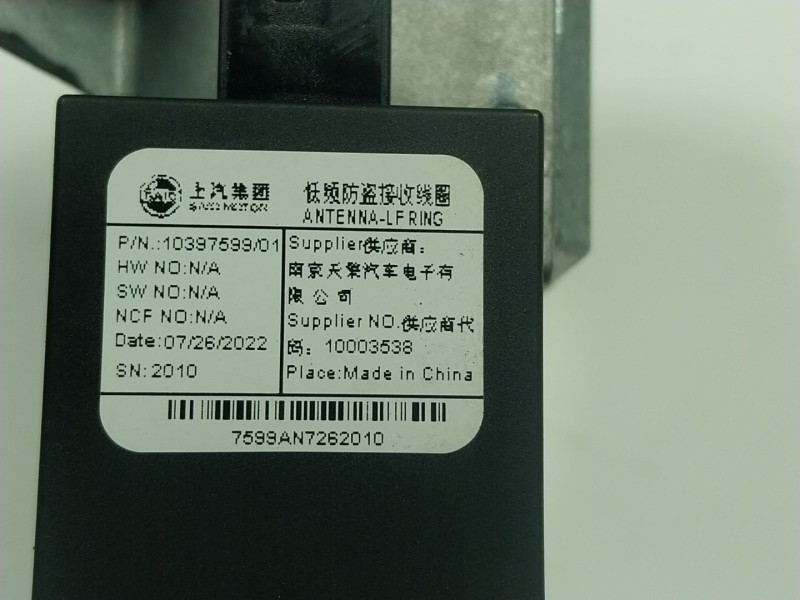 SAIC 上汽集团
SAIC MOTOR
低频防盗接收线圈
ANTENNA-LF RING
P/N.:10397599/01
HW NO:N/A
SW NO:N/A
NCF NO:N/A
Date:07/26/2022
SN: 2010
Supplier供应商:
南京天擎汽车电子有
限公司
Supplier NO.供应商代
码: 10003538
Place:Made in China
7599AN7262010